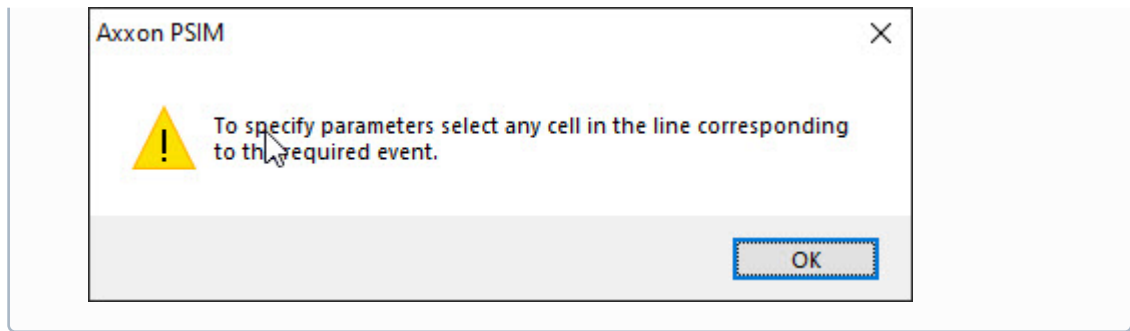 Axxon PSIM
To specify parameters select any cell in the line corresponding
to the required event.
OK